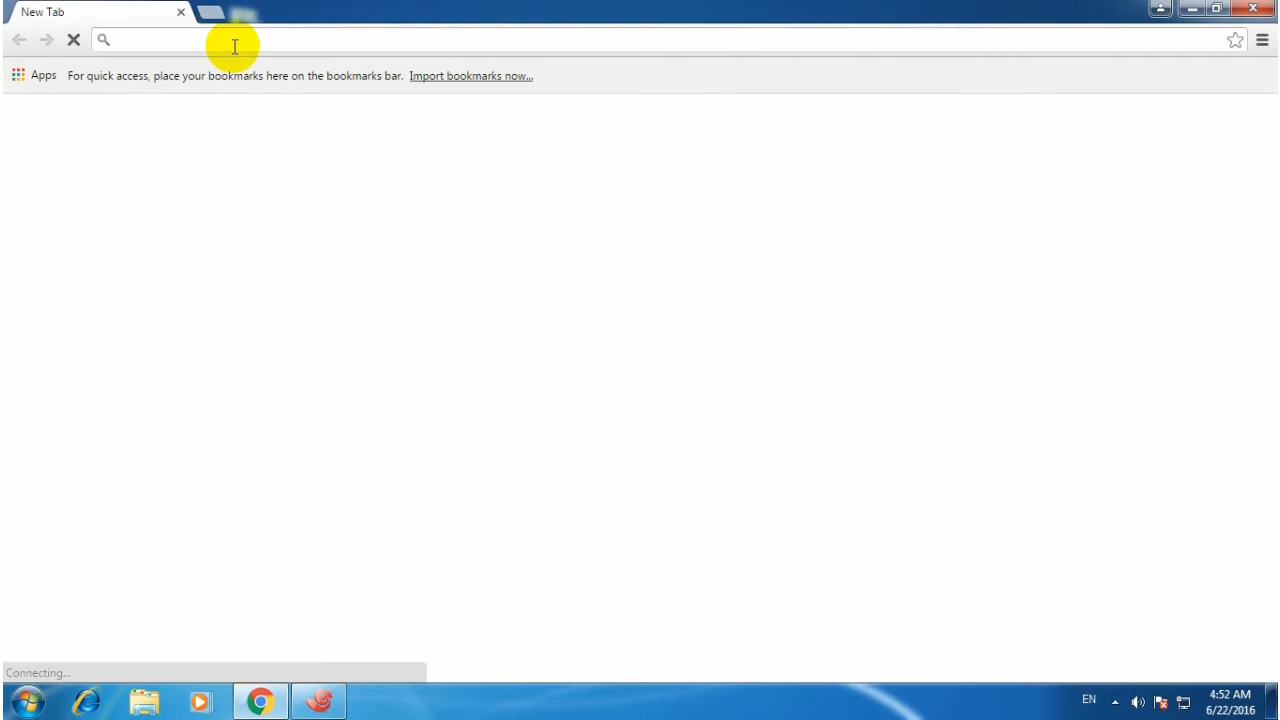 New Tab
Apps For quick access, place your bookmarks here on the bookmarks bar. Import bookmarks now...
Connecting...
EN
4:52 AM
6/22/2016